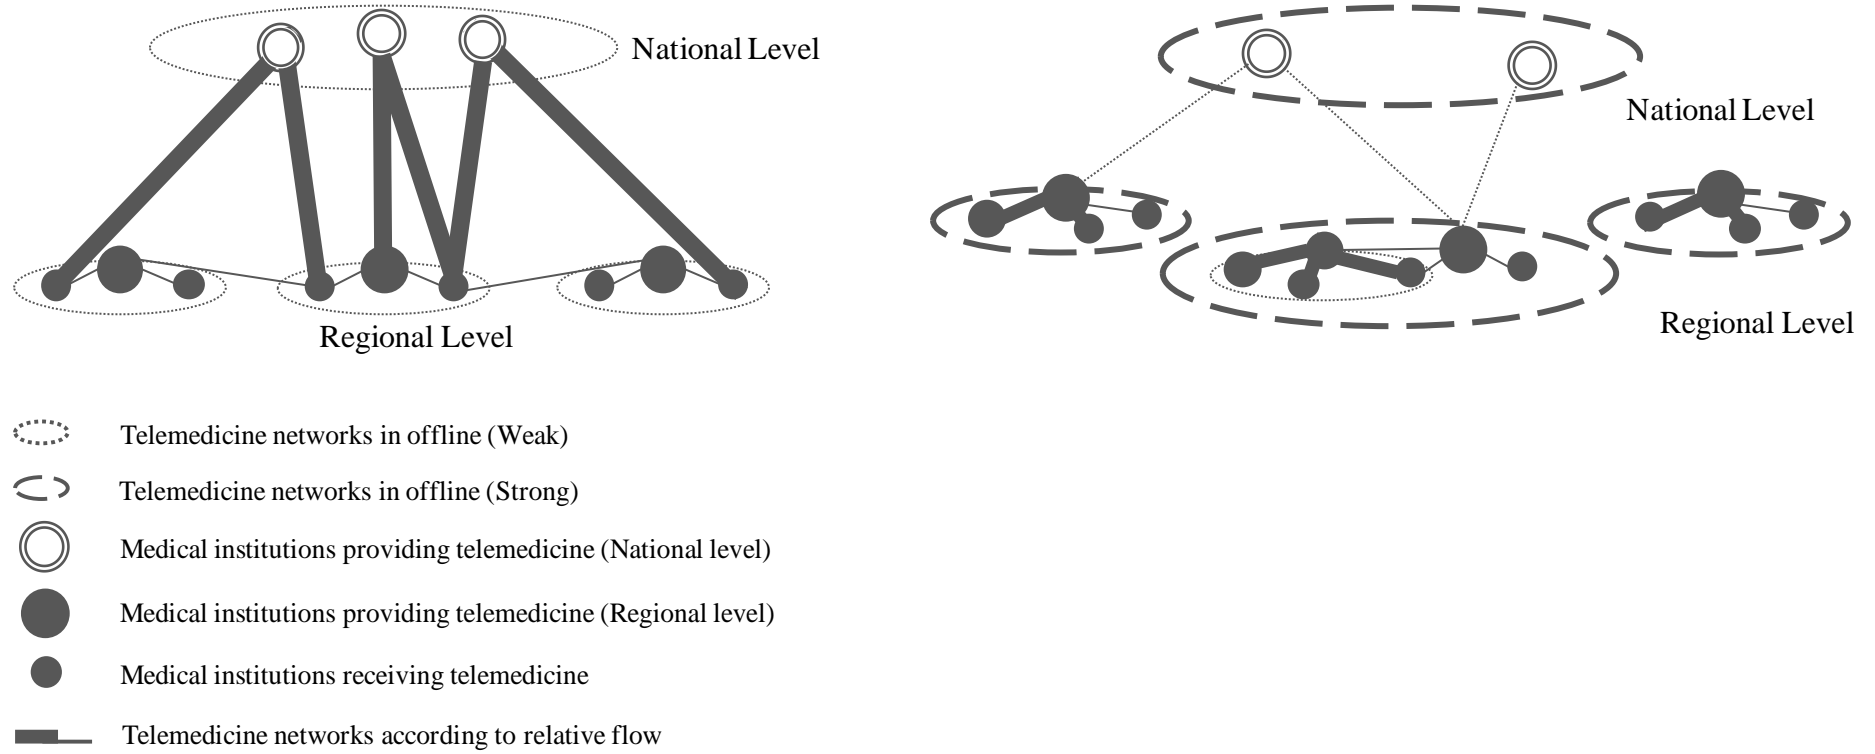 National Level
Regional Level
National Level
Regional Level
Telemedicine networks in offline (Weak)
Telemedicine networks in offline (Strong)
Medical institutions providing telemedicine (National level)
Medical institutions providing telemedicine (Regional level)
Medical institutions receiving telemedicine
Telemedicine networks according to relative flow